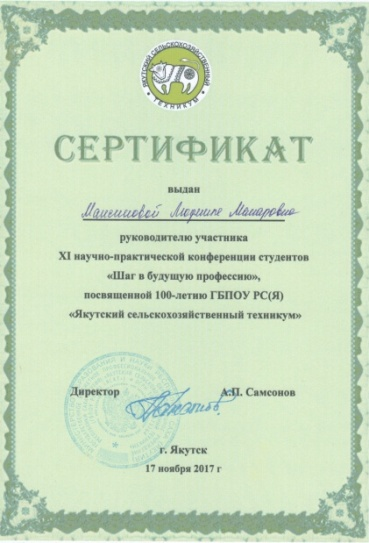 ЯКУТСКИЙ СЕЛЬСКОХОЗЯЙСТВЕННЫЙ
ТЕХНИКУМ
СЕРТИФИКАТ
выдан
Максимовой Людмиле Макаровне
руководителю участника
XI научно-практической конференции студентов
«Шаг в будущую профессию»,
посвященной 100-летию ГБПОУ РС(Я)
«Якутский сельскохозяйственный техникум»
Директор А.П. Самсонов
г. Якутск
17 ноября 2017 г